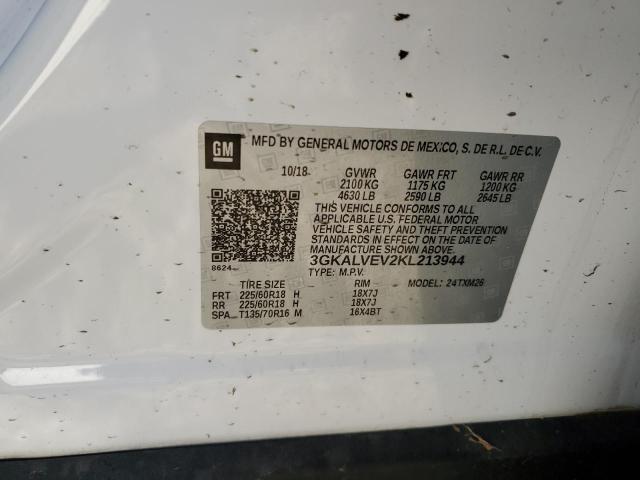 GM MFD BY GENERAL MOTORS DE MEXICO, S. DE R.L. DE C.V.
10/18 GVWR GAWR FRT GAWR RR
2100 KG 1175 KG 1200 KG
4630 LB 2590 LB 2645 LB
THIS VEHICLE CONFORMS TO ALL
APPLICABLE U.S. FEDERAL MOTOR
VEHICLE SAFETY AND THEFT PREVENTION
STANDARDS IN EFFECT ON THE DATE OF
MANUFACTURE SHOWN ABOVE.
8624 3GKALVEV2KL213944
TYPE: M.P.V.
TIRE SIZE RIM MODEL: 24TXM26
FRT 225/60R18 H 18X7J
RR 225/60R18 H 18X7J
SPA T135/70R16 M 16X4BT